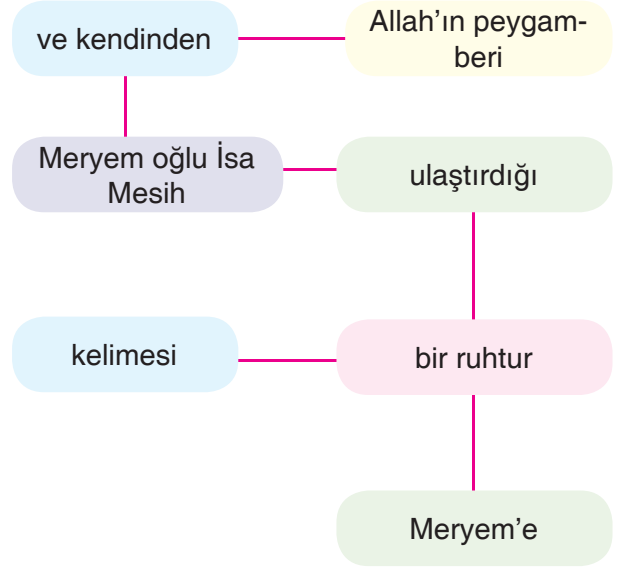 ve kendinden
Allah’ın peygam-
beri
Meryem oğlu İsa
Mesih
ulaştırdığı
kelimesi
bir ruhtur
Meryem’e